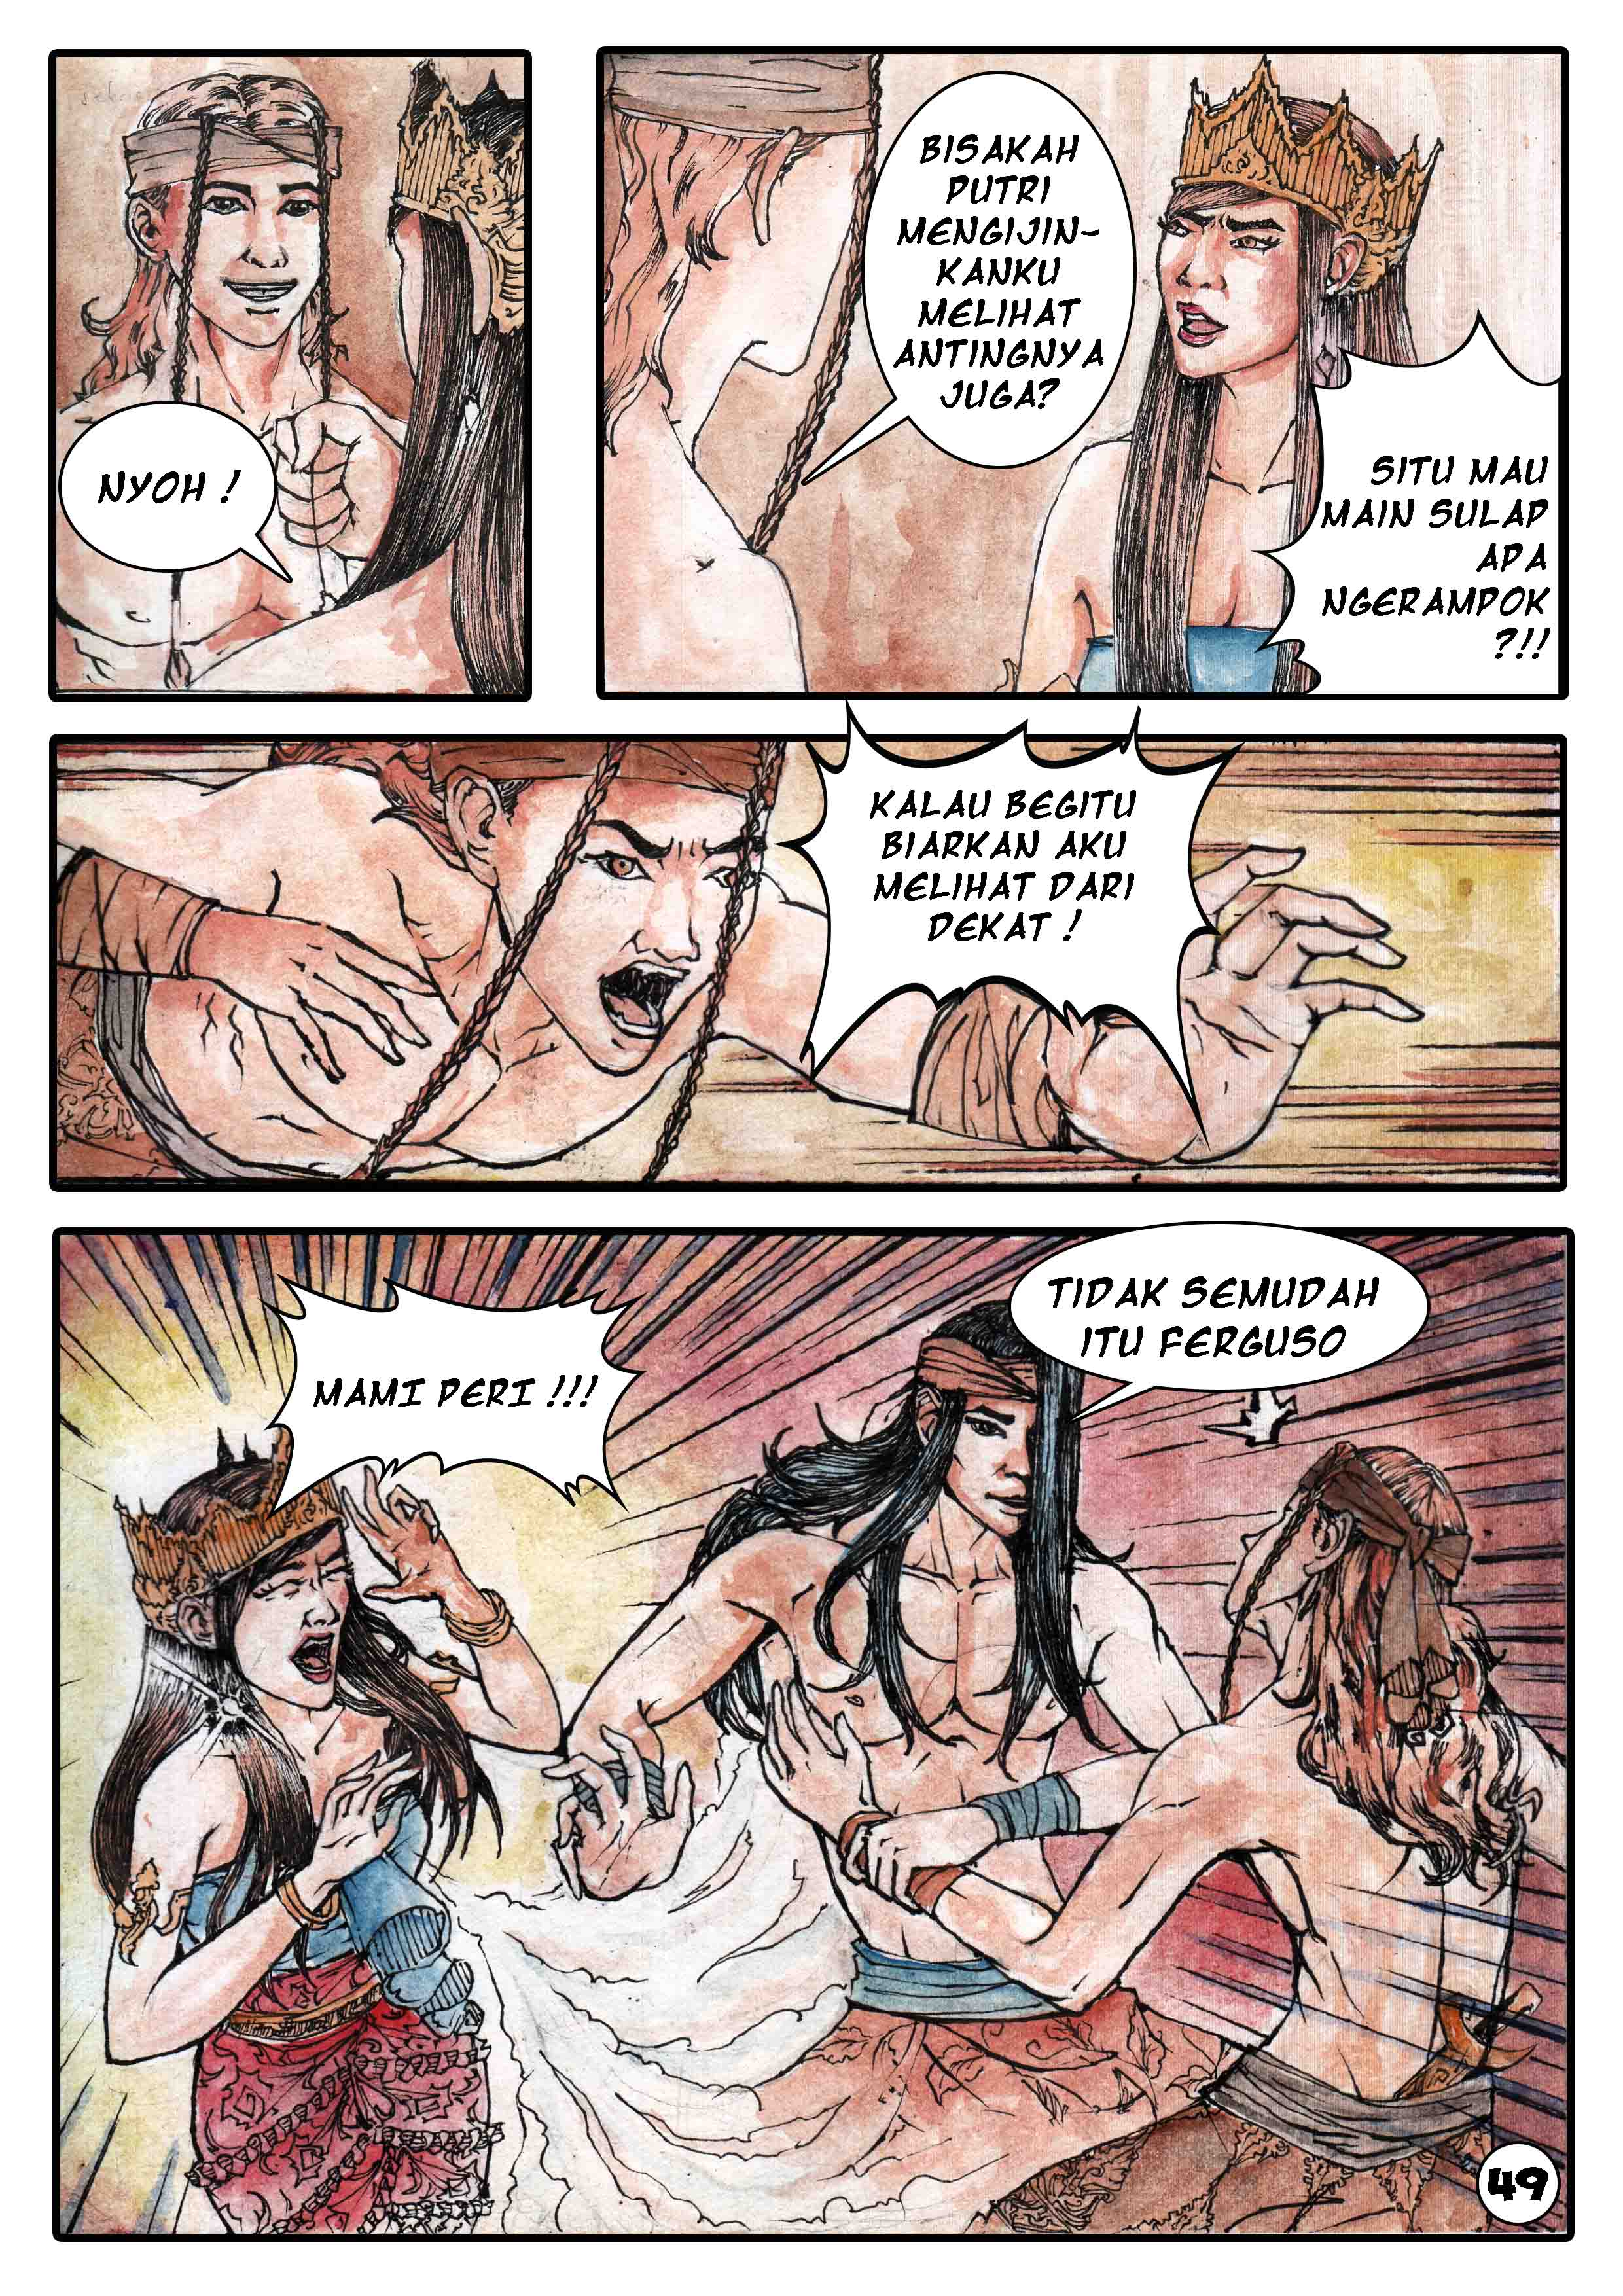 NYOH !
BISAKAH
PUTRI
MENGIJIN-
KANKU
MELIHAT
ANTINGNYA
JUGA?
SITU MAU
MAIN SULAP
APA
NGERAMPOK
?!!
KALAU BEGITU
BIARKAN AKU
MELIHAT DARI
DEKAT !
MAMI PERI !!!
TIDAK SEMUDAH
ITU FERGUSO
49